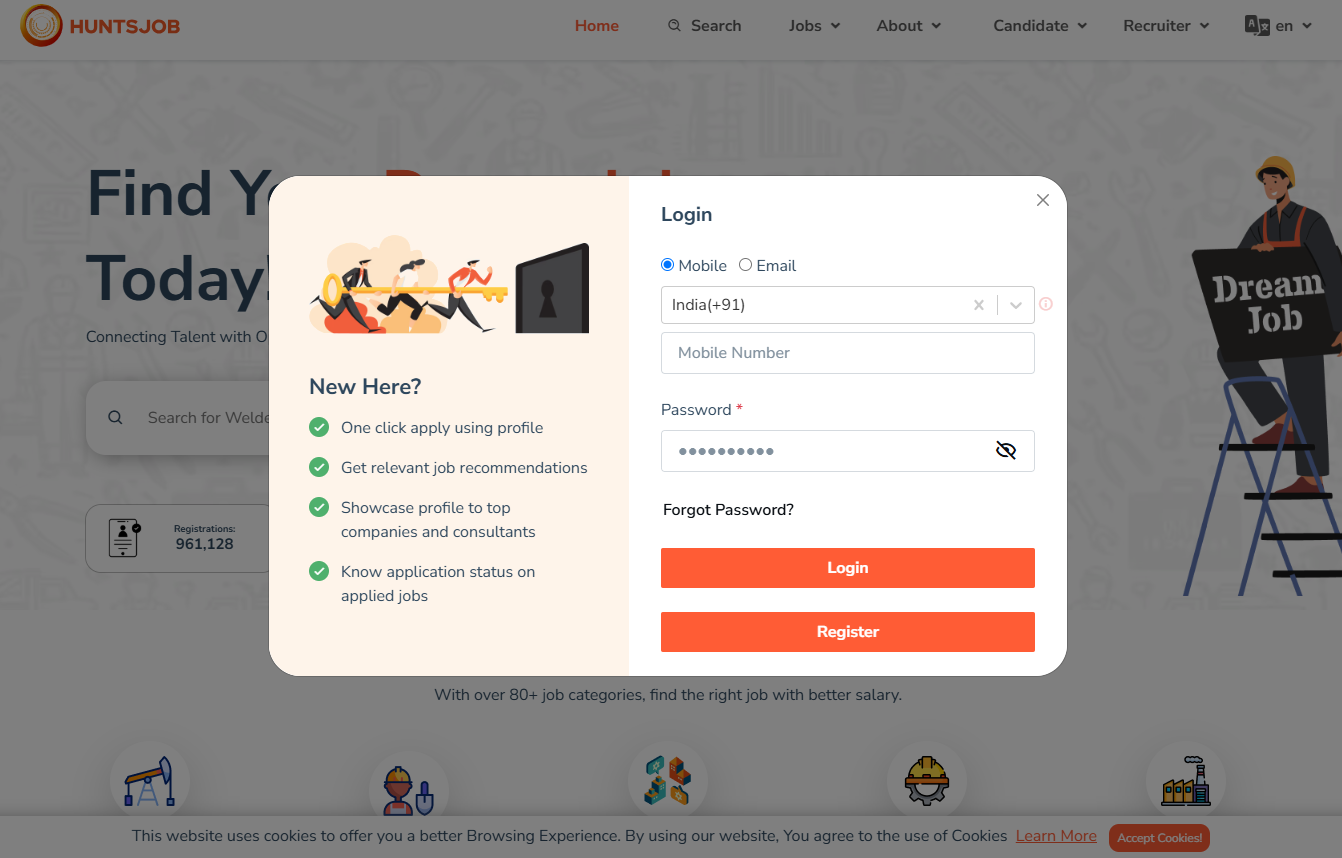 HUNTSJOB
Home
Search
Jobs
About
Candidate
Recruiter
en
Find
Today!
Connecting Talent with O
Search for Welde
Registrations:
961,128
Dream
Job
New Here?
One click apply using profile
Get relevant job recommendations
Showcase profile to top
companies and consultants
Know application status on
applied jobs
Login
Mobile
Email
India(+91)
Mobile Number
Password *
Forgot Password?
Login
Register
With over 80+ job categories, find the right job with better salary.
This website uses cookies to offer you a better Browsing Experience. By using our website, You agree to the use of Cookies Learn More Accept Cookies!